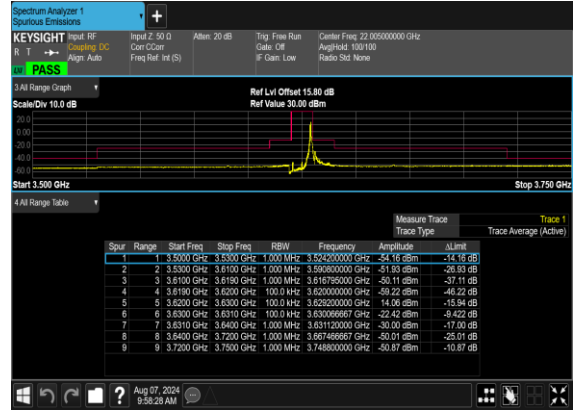 Spectrum Analyzer 1
Spurious Emissions
KEYSIGHT Input: RF Input Z: 50 Ω Atten: 20 dB Trig: Free Run Center Freq: 22.005000000 GHz
R T Coupling: DC Corr CCorr Gate: Off Avg|Hold: 100/100
Align: Auto Freq Ref: Int (S) IF Gain: Low Radio Std: None
PASS
3 All Range Graph Ref Lvl Offset 15.80 dB
Scale/Div 10.0 dB Ref Value 30.00 dBm
20.0
0.00
-20.0
-40.0
-60.0
Start 3.500 GHz Stop 3.750 GHz
4 All Range Table
Measure Trace Trace 1
Trace Type Trace Average (Active)
Spur Range Start Freq Stop Freq RBW Frequency Amplitude ΔLimit
1 1 3.5000 GHz 3.5300 GHz 1.000 MHz 3.524200000 GHz -54.16 dBm -14.16 dB
2 2 3.5300 GHz 3.6100 GHz 1.000 MHz 3.590800000 GHz -51.93 dBm -26.93 dB
3 3 3.6100 GHz 3.6190 GHz 1.000 MHz 3.616795000 GHz -50.11 dBm -37.11 dB
4 4 3.6190 GHz 3.6200 GHz 100.0 kHz 3.620000000 GHz -59.22 dBm -46.22 dB
5 5 3.6200 GHz 3.6300 GHz 100.0 kHz 3.629200000 GHz 14.06 dBm -15.94 dB
6 6 3.6300 GHz 3.6310 GHz 100.0 kHz 3.630066667 GHz -22.42 dBm -9.422 dB
7 7 3.6310 GHz 3.6400 GHz 1.000 MHz 3.631120000 GHz -30.00 dBm -17.00 dB
8 8 3.6400 GHz 3.7200 GHz 1.000 MHz 3.667466667 GHz -50.01 dBm -25.01 dB
9 9 3.7200 GHz 3.7500 GHz 1.000 MHz 3.748800000 GHz -50.87 dBm -10.87 dB
Aug 07, 2024
9:58:28 AM